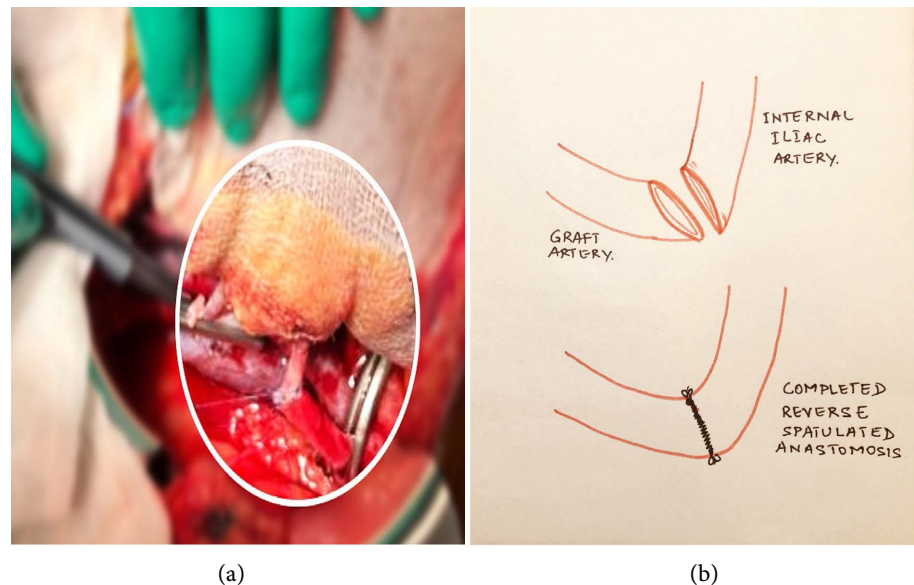 INTERNAL
ILIAC
ARTERY.
GRAFT
ARTERY.
COMPLETED
REVERSE
SPATULATED
ANASTOMOSIS
(a)
(b)